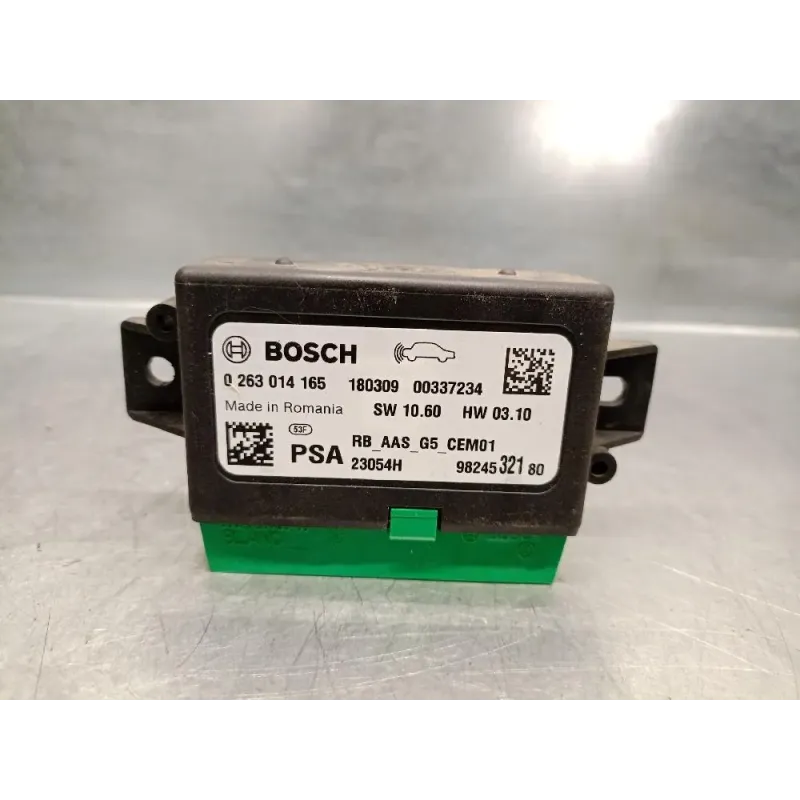 BOSCH
0 263 014 165 180309 00337234
Made in Romania SW 10.60 HW 03.10
53F RB_AAS_G5_CEM01
PSA 23054H 98245 321 80